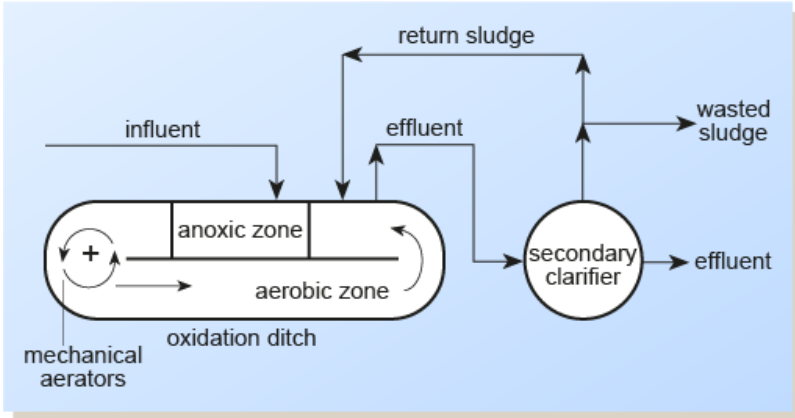 return sludge
wasted
sludge
influent
effluent
anoxic zone
+
secondary
clarifier
effluent
aerobic zone
oxidation ditch
mechanical
aerators